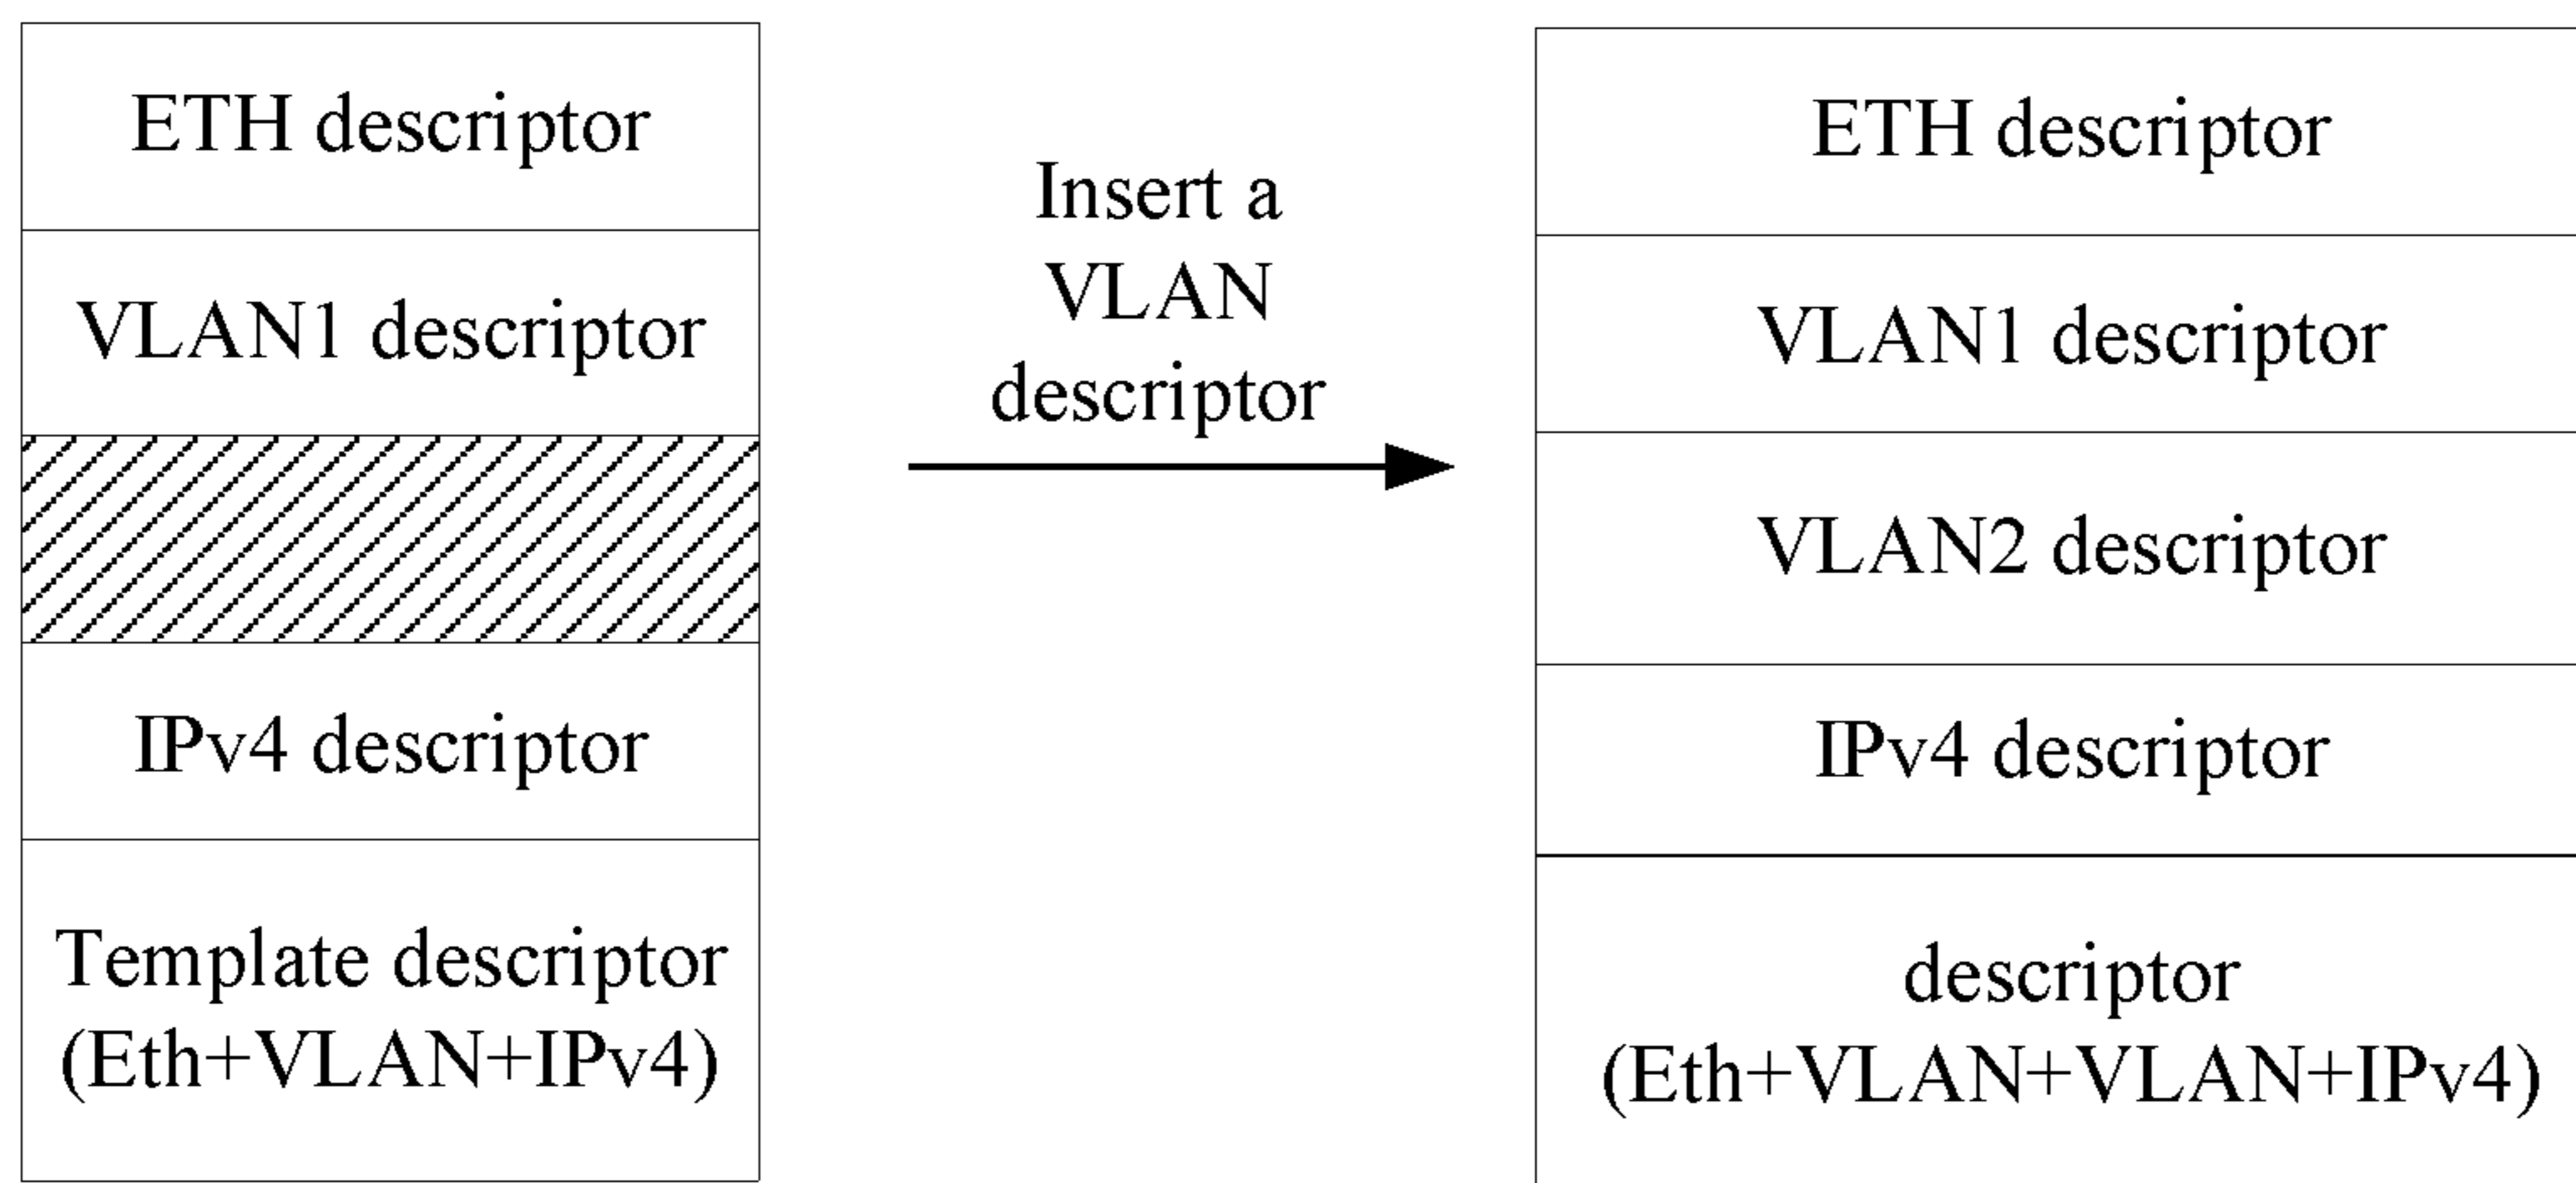 ETH descriptor
VLAN1 descriptor
IPv4 descriptor
Template descriptor
(Eth+VLAN+IPv4)
Insert a
VLAN
descriptor
ETH descriptor
VLAN1 descriptor
VLAN2 descriptor
IPv4 descriptor
descriptor
(Eth+VLAN+VLAN+IPv4)